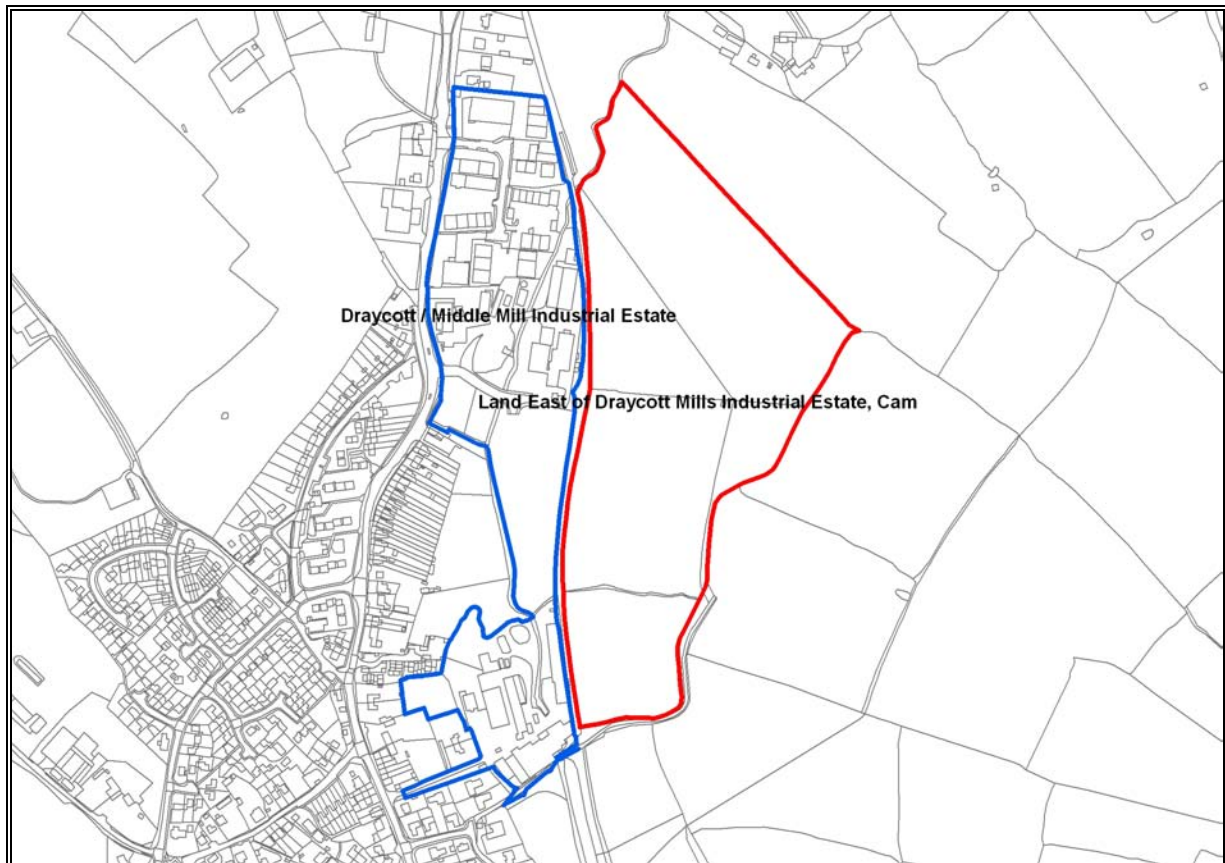 Draycott / Middle Mill Industrial Estate
Land East of Draycott Mills Industrial Estate, Cam